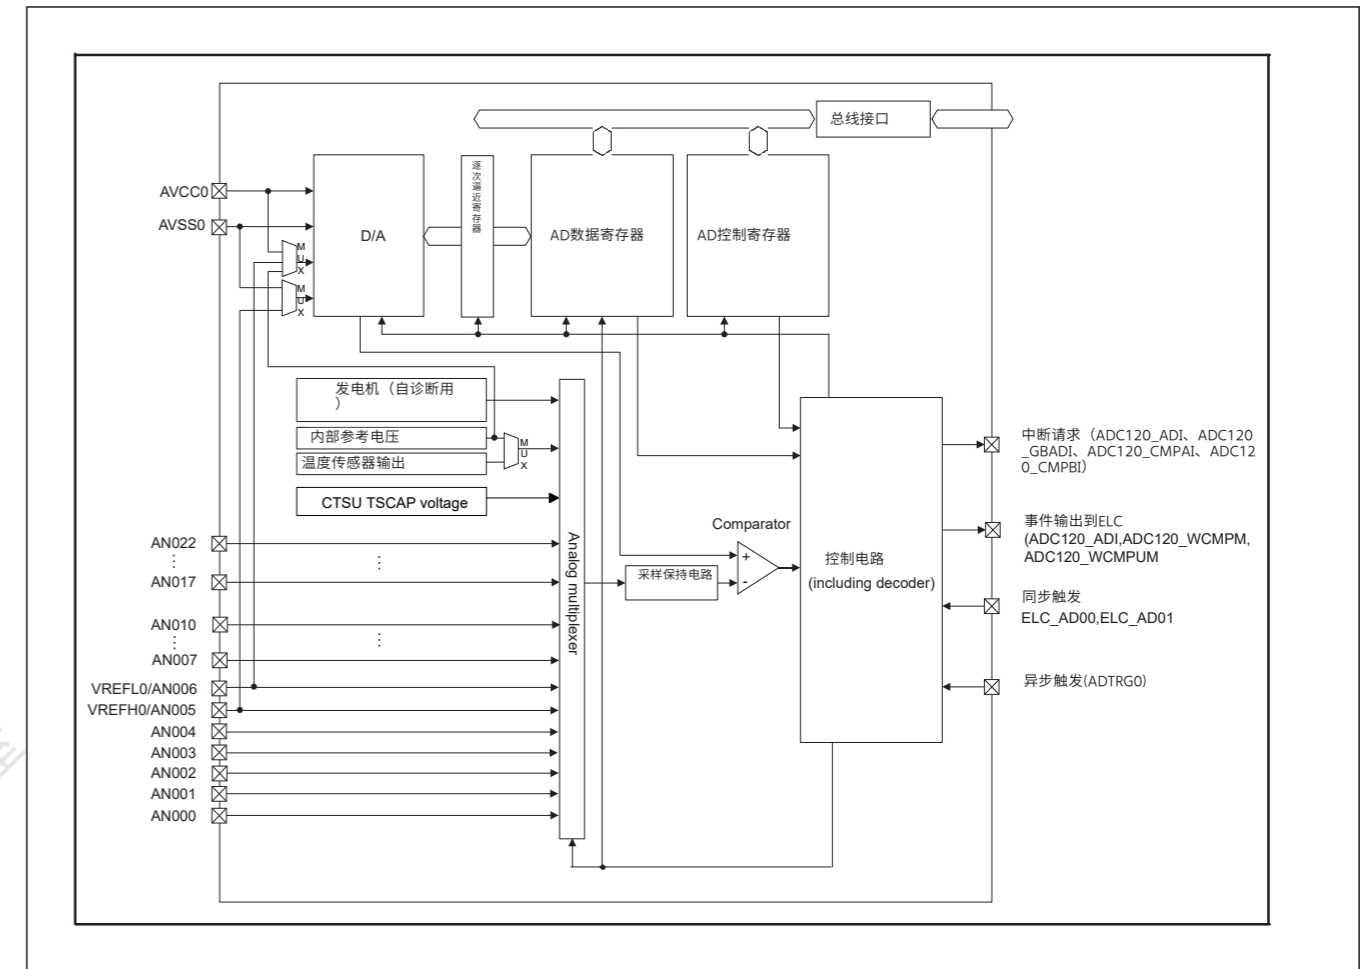 总线接口
逐次逼近寄存器
AVCC0
AVSS0
D/A
AD数据寄存器
AD控制寄存器
MUX
MUX
发电机（自诊断用
）
内部参考电压
温度传感器输出
MUX
CTSU TSCAP voltage
中断请求（ADC120_ADI、ADC120
_GBADI、ADC120_CMPAI、ADC12
0_CMPBI）
Comparator
+
-
采样保持电路
Analog multiplexer
控制电路
(including decoder)
事件输出到ELC
(ADC120_ADI,ADC120_WCMPM,
ADC120_WCMPUM
同步触发
ELC_AD00,ELC_AD01
异步触发(ADTRG0)
AN022
⋮
⋮
AN017
AN010
⋮
⋮
AN007
VREFL0/AN006
VREFH0/AN005
AN004
AN003
AN002
AN001
AN000